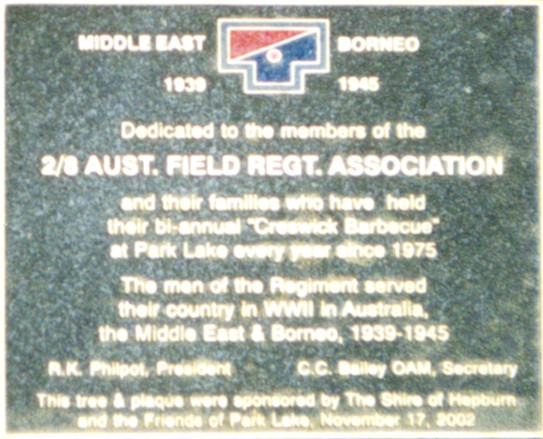 MIDDLE EAST BORNEO
1939 1945
Dedicated to the members of the
2/8 AUST. FIELD REGT. ASSOCIATION
and their families who have held
their bi-annual "Creswick Barbecue"
at Park Lake every year since 1975
The men of the Regiment served
their country in WWII in Australia,
the Middle East & Borneo, 1939-1945
R.K. Philpot, President C.C. Bailey OAM, Secretary
This tree & plaque were sponsored by The Shire of Hepburn
and the Friends of Park Lake, November 17, 2002